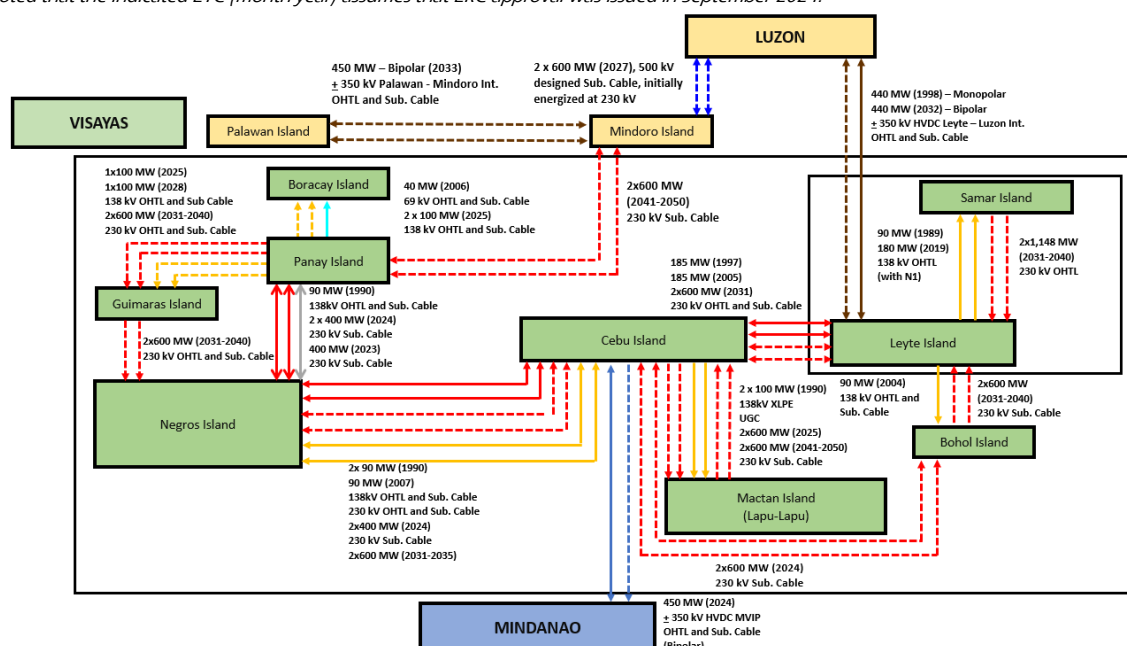 LUZON
450 MW – Bipolar (2033)
+ 350 kV Palawan - Mindoro Int.
OHTL and Sub. Cable
2 x 600 MW (2027), 500 kV
designed Sub. Cable, initially
energized at 230 kV
440 MW (1998) – Monopolar
440 MW (2032) – Bipolar
+ 350 kV HVDC Leyte – Luzon Int.
OHTL and Sub. Cable
VISAYAS
Palawan Island
Mindoro Island
1x100 MW (2025)
1x100 MW (2028)
138 kV OHTL and Sub Cable
2x600 MW (2031-2040)
230 kV OHTL and Sub. Cable
Boracay Island
40 MW (2006)
69 kV OHTL and Sub. Cable
2 x 100 MW (2025)
138 kV OHTL and Sub. Cable
2x600 MW
(2041-2050)
230 kV Sub. Cable
Samar Island
90 MW (1989)
180 MW (2019)
138 kV OHTL
(with N1)
2x1,148 MW
(2031-2040)
230 kV OHTL
Panay Island
185 MW (1997)
185 MW (2005)
2x600 MW (2031)
230 kV OHTL and Sub. Cable
Guimaras Island
90 MW (1990)
138kV OHTL and Sub. Cable
2 x 400 MW (2024)
230 kV Sub. Cable
400 MW (2023)
230 kV Sub. Cable
2x600 MW (2031-2040)
230 kV OHTL and Sub. Cable
Cebu Island
Leyte Island
Negros Island
2 x 100 MW (1990)
138kV XLPE
UGC
2x600 MW (2025)
2x600 MW (2041-2050)
230 kV Sub. Cable
90 MW (2004)
138 kV OHTL and
Sub. Cable
2x600 MW
(2031-2040)
230 kV Sub. Cable
Bohol Island
2x 90 MW (1990)
90 MW (2007)
138kV OHTL and Sub. Cable
230 kV OHTL and Sub. Cable
2x400 MW (2024)
230 kV Sub. Cable
2x600 MW (2031-2035)
Mactan Island
(Lapu-Lapu)
2x600 MW (2024)
230 kV Sub. Cable
MINDANAO
450 MW (2024)
+ 350 kV HVDC MVIP
OHTL and Sub. Cable